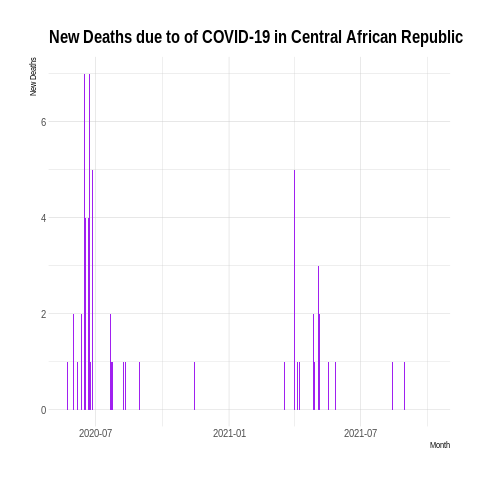 New Deaths due to of COVID-19 in Central African Republic
New Deaths
6
4
2
0
2020-07
2021-01
2021-07
Month